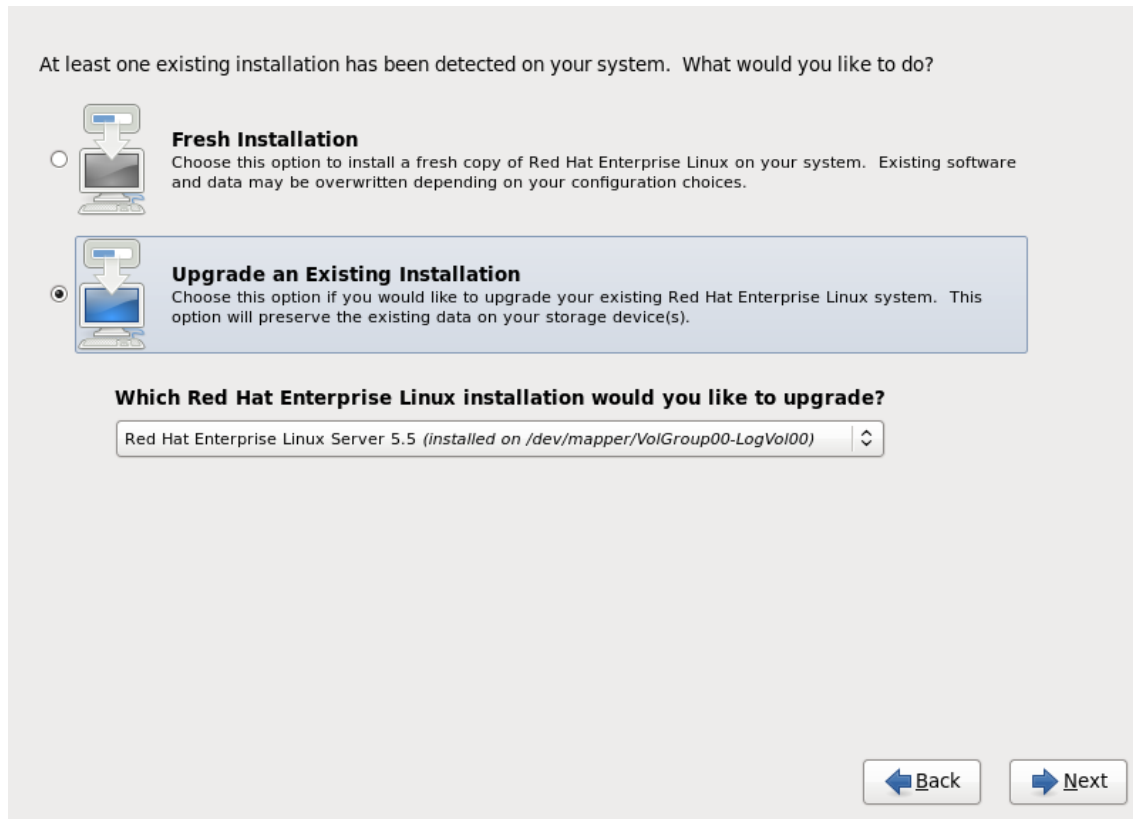 At least one existing installation has been detected on your system.  What would you like to do?
Fresh Installation
Choose this option to install a fresh copy of Red Hat Enterprise Linux on your system.  Existing software
and data may be overwritten depending on your configuration choices.
Upgrade an Existing Installation
Choose this option if you would like to upgrade your existing Red Hat Enterprise Linux system.  This
option will preserve the existing data on your storage device(s).
Which Red Hat Enterprise Linux installation would you like to upgrade?
Red Hat Enterprise Linux Server 5.5 (installed on /dev/mapper/VolGroup00-LogVol00)
Back
Next